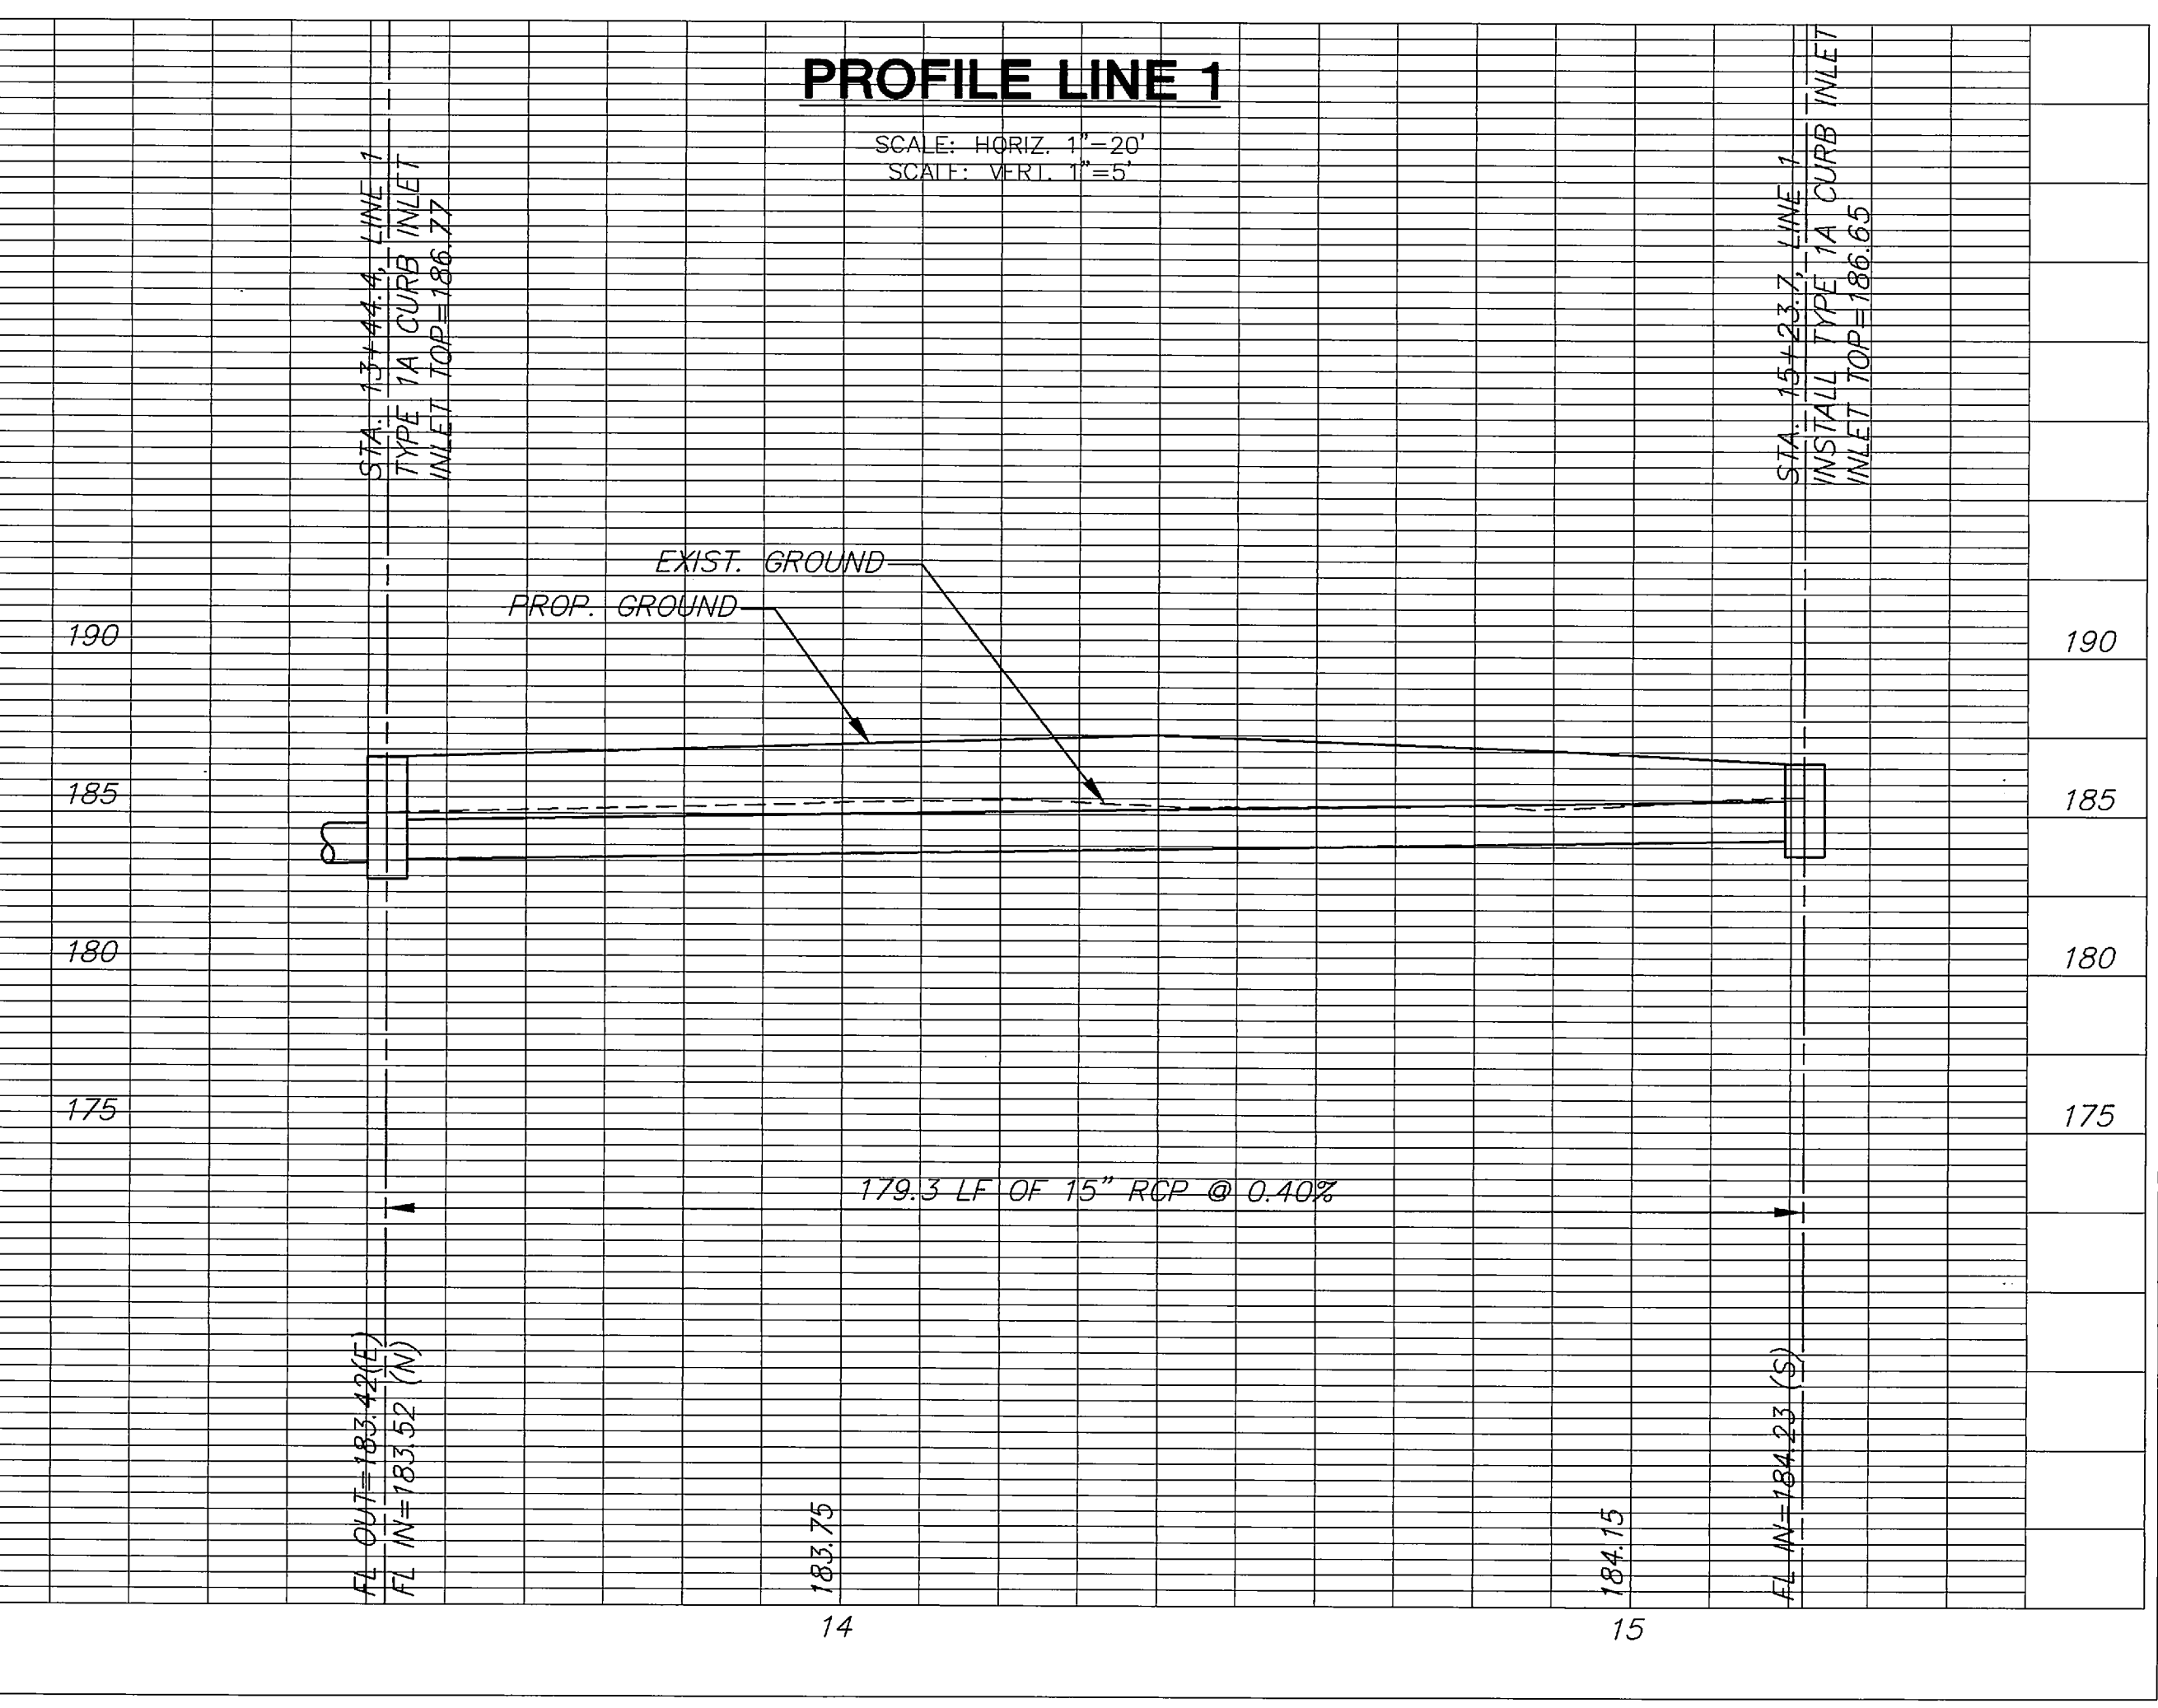 PROFILE LINE 1
SCALE: HORIZ. 1"=20'
SCALE: VERT. 1"=5'
STA. 13+44.4, LINE 1
TYPE 1A CURB INLET
INLET TOP=186.77
STA. 15+23.7, LINE 1
INSTALL TYPE 1A CURB INLET
INLET TOP=186.65
EXIST. GROUND
PROP. GROUND
190
190
185
185
180
180
175
175
179.3 LF OF 15" RCP @ 0.40%
FL OUT=183.42(E)
FL IN=183.52 (N)
183.75
184.15
FL IN=184.23 (S)
14
15